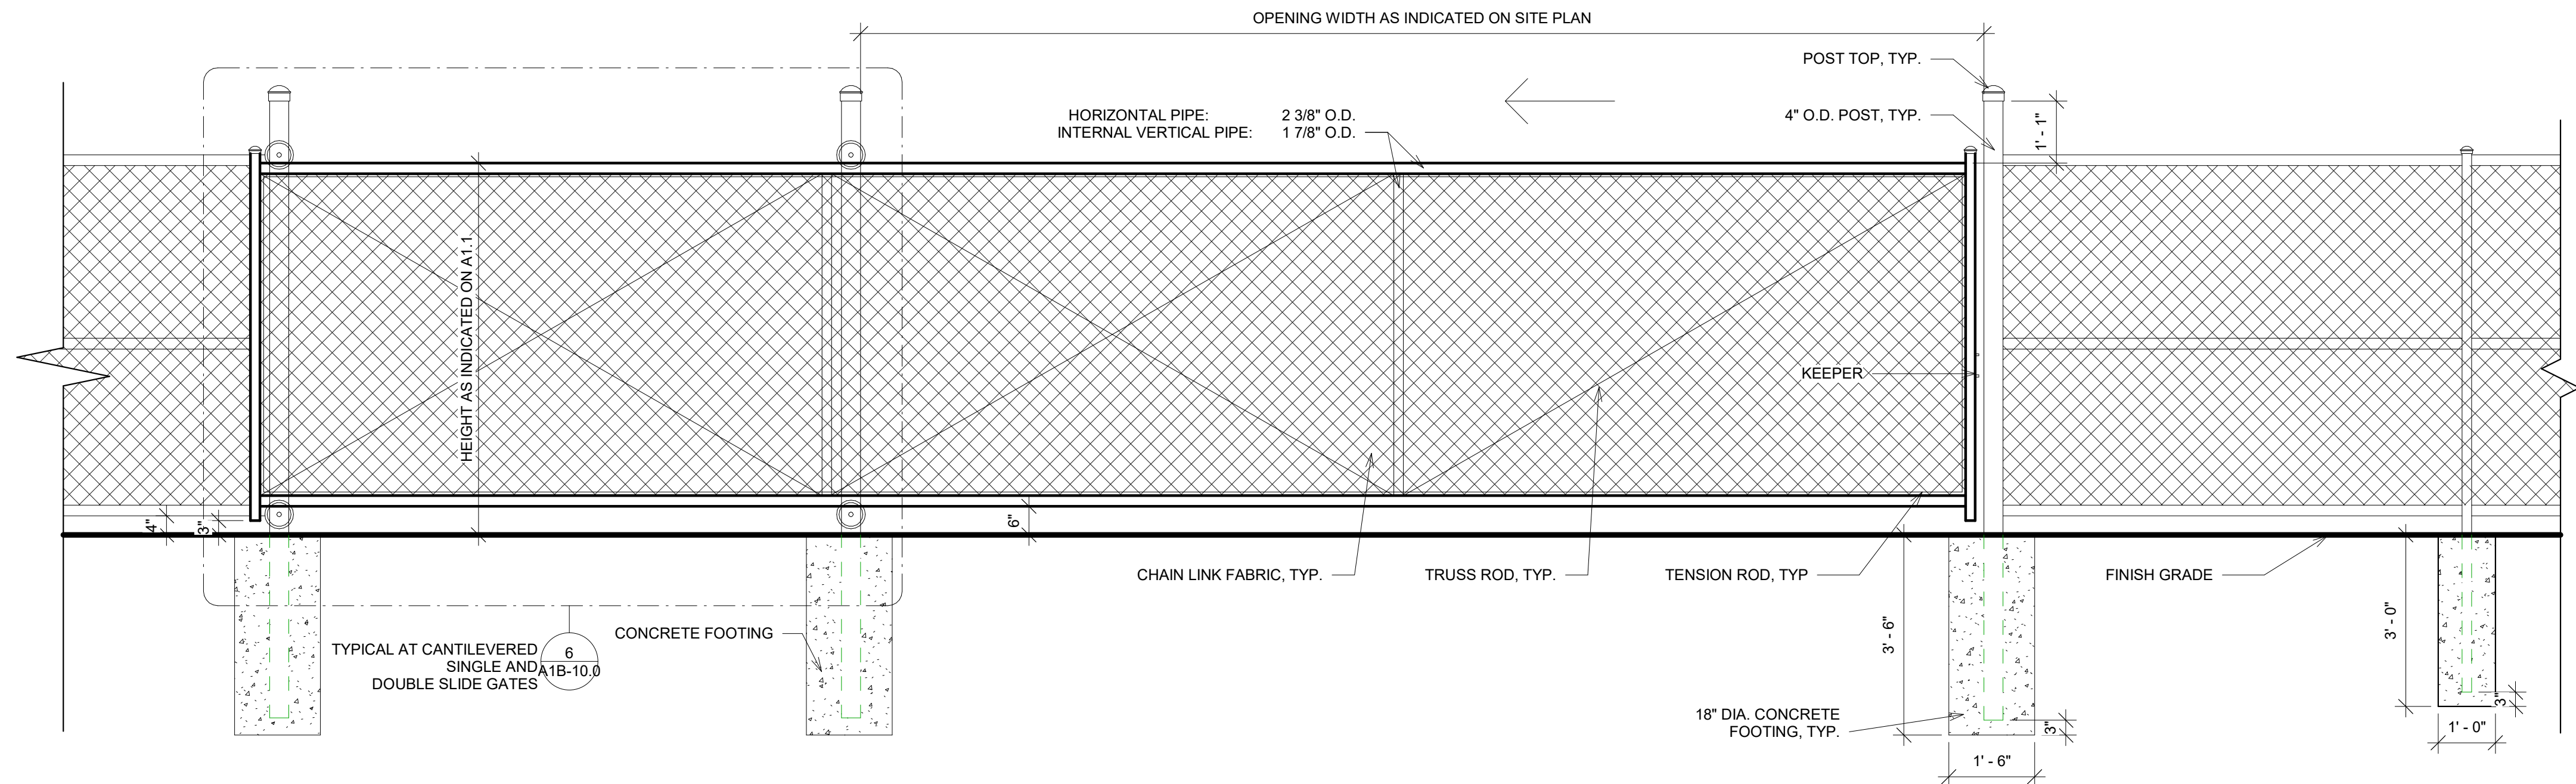 OPENING WIDTH AS INDICATED ON SITE PLAN
POST TOP, TYP.
HORIZONTAL PIPE: 2 3/8" O.D.
INTERNAL VERTICAL PIPE: 1 7/8" O.D.
4" O.D. POST, TYP.
1' - 1"
HEIGHT AS INDICATED ON A1.1
KEEPER
4"
3"
6"
CHAIN LINK FABRIC, TYP.
TRUSS ROD, TYP.
TENSION ROD, TYP
FINISH GRADE
CONCRETE FOOTING
TYPICAL AT CANTILEVERED
SINGLE AND
DOUBLE SLIDE GATES
6
A1B-10.0
3' - 6"
3' - 0"
18" DIA. CONCRETE
FOOTING, TYP.
3"
3"
1' - 0"
1' - 6"